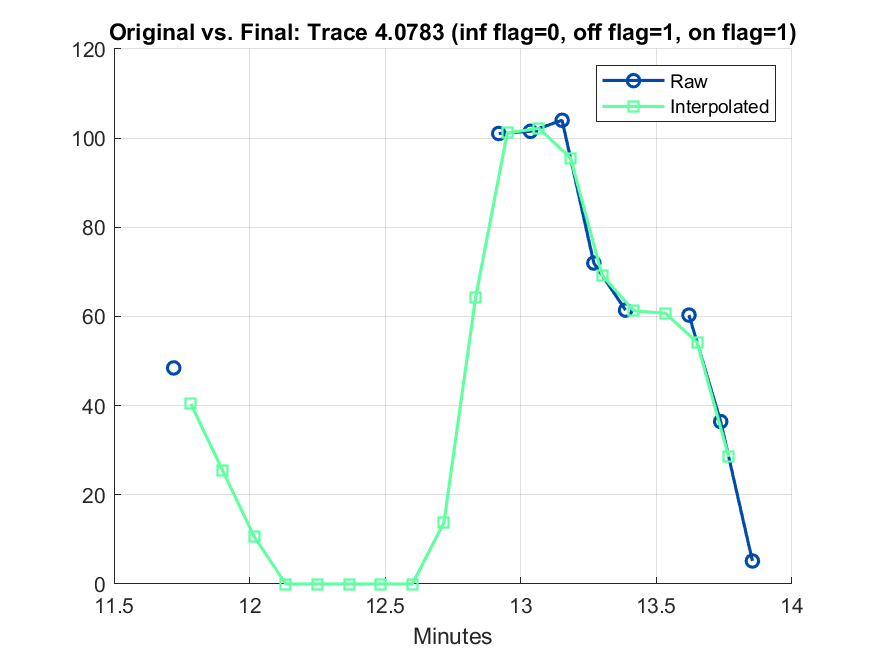 Original vs. Final: Trace 4.0783 (inf flag=0, off flag=1, on flag=1)
120
100
80
60
40
20
0
Raw
Interpolated
11.5 12 12.5 13 13.5 14
Minutes